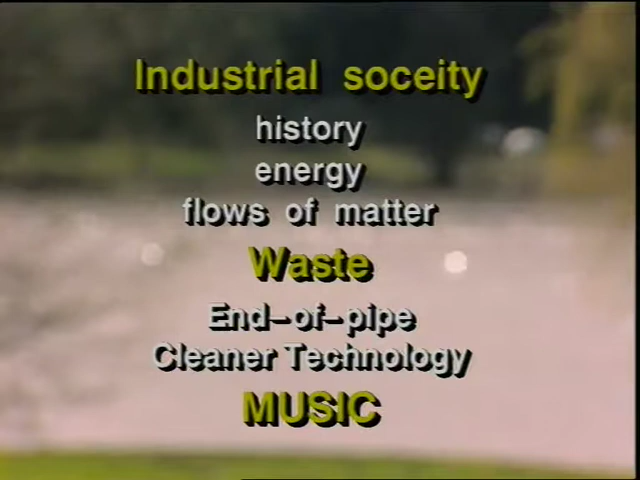 Industrial soceity
history
energy
flows of matter
Waste
End-of-pipe
Cleaner Technology
MUSIC